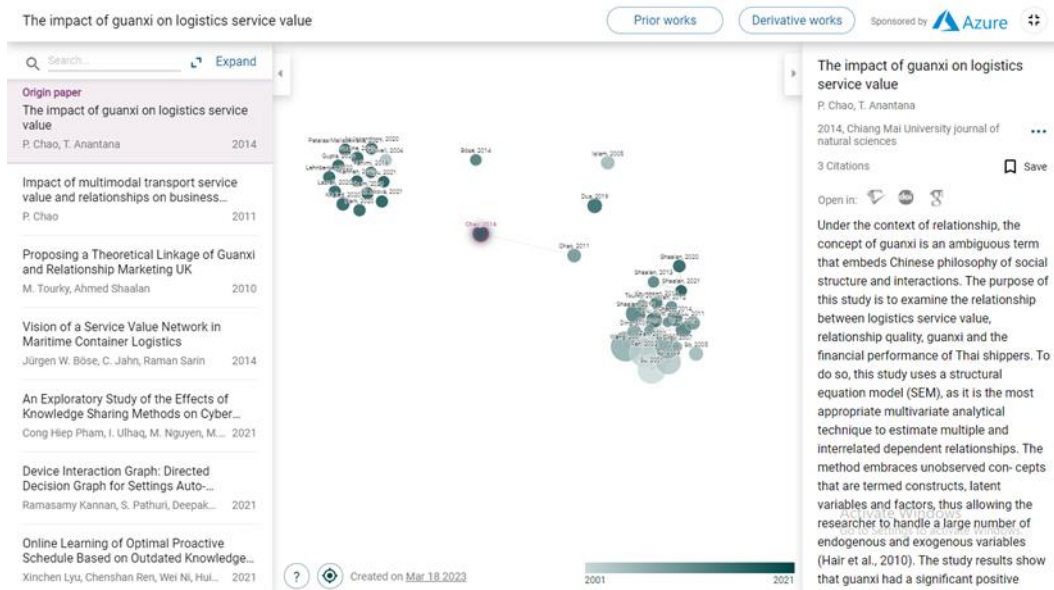 The impact of guanxi on logistics service value
Prior works
Derivative works
Sponsored by
Azure
Search...
Expand
Origin paper
The impact of guanxi on logistics service
value
P. Chao, T. Anantana
2014
Impact of multimodal transport service
value and relationships on business...
P. Chao
2011
Proposing a Theoretical Linkage of Guanxi
and Relationship Marketing UK
M. Tourky, Ahmed Shaalan
2010
Vision of a Service Value Network in
Maritime Container Logistics
Jürgen W. Böse, C. Jahn, Raman Sarin
2014
An Exploratory Study of the Effects of
Knowledge Sharing Methods on Cyber...
Cong Hiep Pham, I. Ulhaq, M. Nguyen, M...
2021
Device Interaction Graph: Directed
Decision Graph for Settings Auto-...
Ramasamy Kannan, S. Pathuri, Deepak...
2021
Online Learning of Optimal Proactive
Schedule Based on Outdated Knowledge...
Xinchen Lyu, Chenshan Ren, Wei Ni, Hui...
2021
Böse, 2014
Islam, 2005
Chao, 2014
Chao, 2011
Shaalan, 2020
Shaalan, 2013
Shaalan, 2021
?
Created on Mar 18 2023
2001
2021
The impact of guanxi on logistics
service value
P. Chao, T. Anantana
2014, Chiang Mai University journal of
natural sciences
3 Citations
Save
Open in:
Under the context of relationship, the
concept of guanxi is an ambiguous term
that embeds Chinese philosophy of social
structure and interactions. The purpose of
this study is to examine the relationship
between logistics service value,
relationship quality, guanxi and the
financial performance of Thai shippers. To
do so, this study uses a structural
equation model (SEM), as it is the most
appropriate multivariate analytical
technique to estimate multiple and
interrelated dependent relationships. The
method embraces unobserved con- cepts
that are termed constructs, latent
variables and factors, thus allowing the
researcher to handle a large number of
endogenous and exogenous variables
(Hair et al., 2010). The study results show
that guanxi had a significant positive
Activate Windows
Go to Settings to activate Windows.